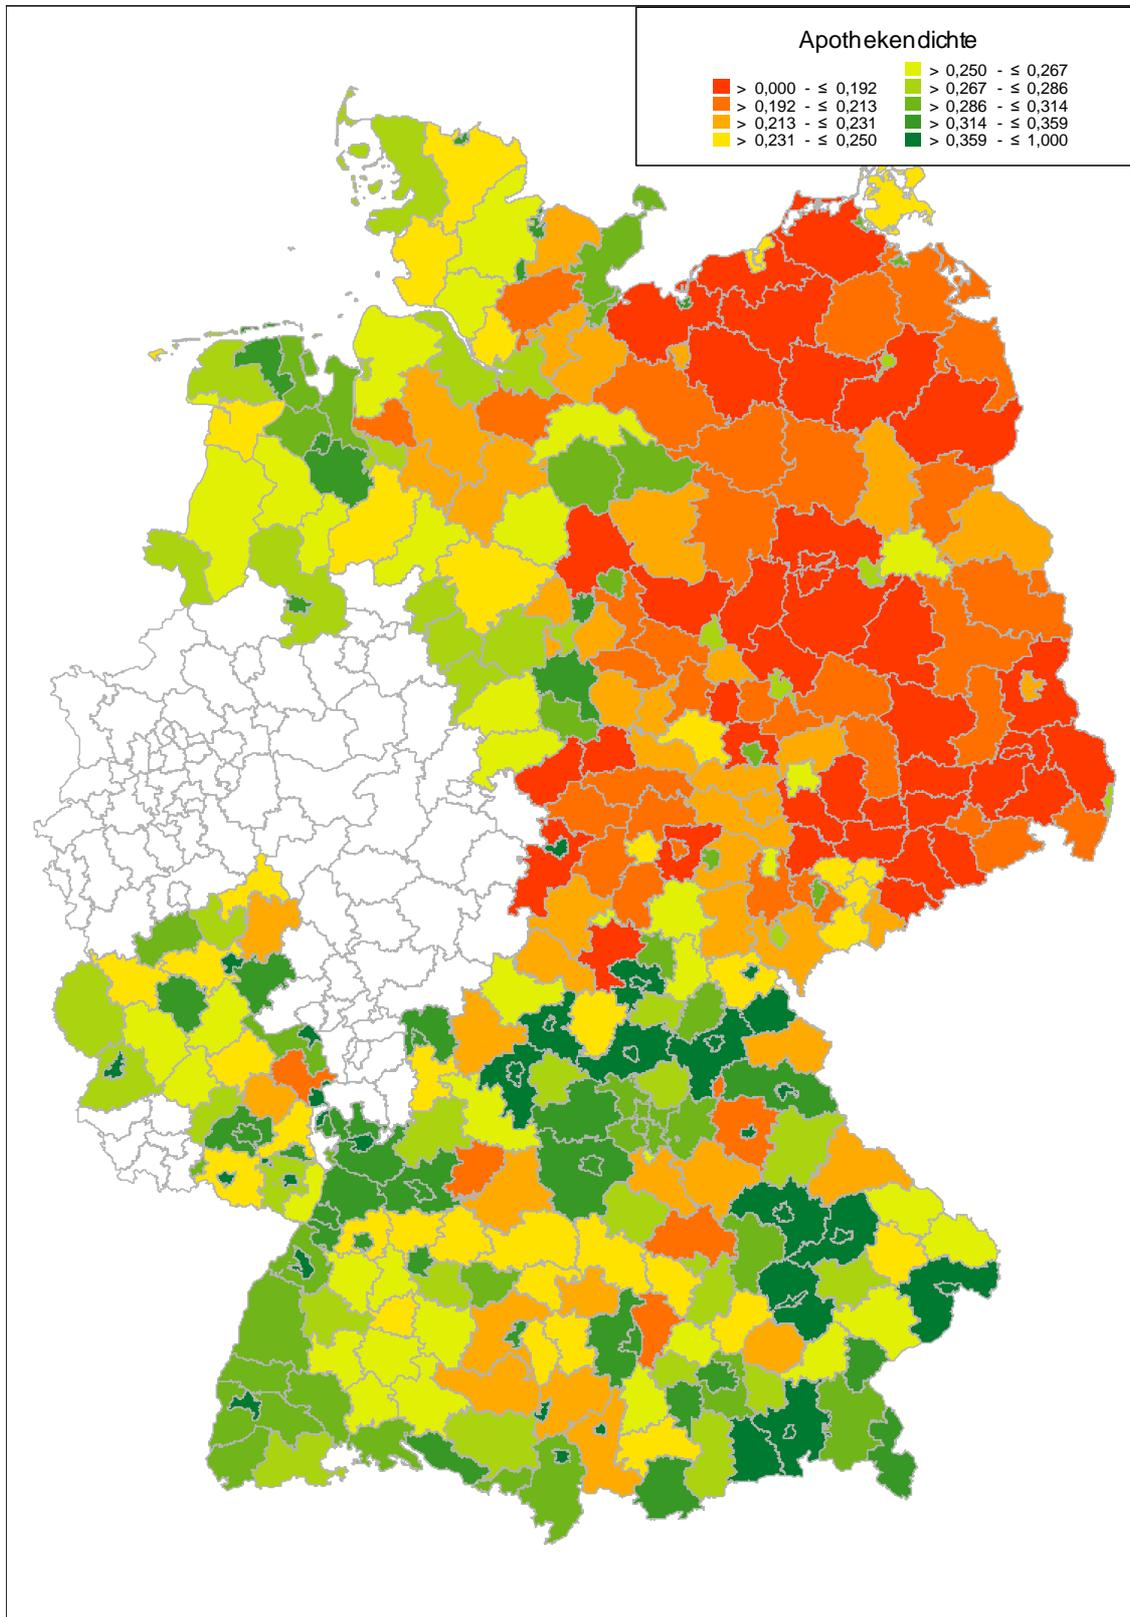 Apothekendichte
> 0,000 - ≤ 0,192
> 0,192 - ≤ 0,213
> 0,213 - ≤ 0,231
> 0,231 - ≤ 0,250
> 0,250 - ≤ 0,267
> 0,267 - ≤ 0,286
> 0,286 - ≤ 0,314
> 0,314 - ≤ 0,359
> 0,359 - ≤ 1,000